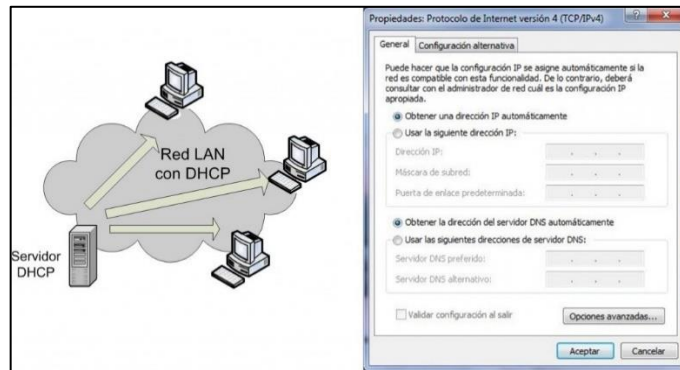 Red LAN
con DHCP
Servidor
DHCP
Propiedades: Protocolo de Internet versión 4 (TCP/IPv4)
General
Configuración alternativa
Puede hacer que la configuración IP se asigne automáticamente si la
red es compatible con esta funcionalidad. De lo contrario, deberá
consultar con el administrador de red cuál es la configuración IP
apropiada.
Obtener una dirección IP automáticamente
Usar la siguiente dirección IP:
Dirección IP:
Máscara de subred:
Puerta de enlace predeterminada:
Obtener la dirección del servidor DNS automáticamente
Usar las siguientes direcciones de servidor DNS:
Servidor DNS preferido:
Servidor DNS alternativo:
Validar configuración al salir
Opciones avanzadas...
Aceptar
Cancelar